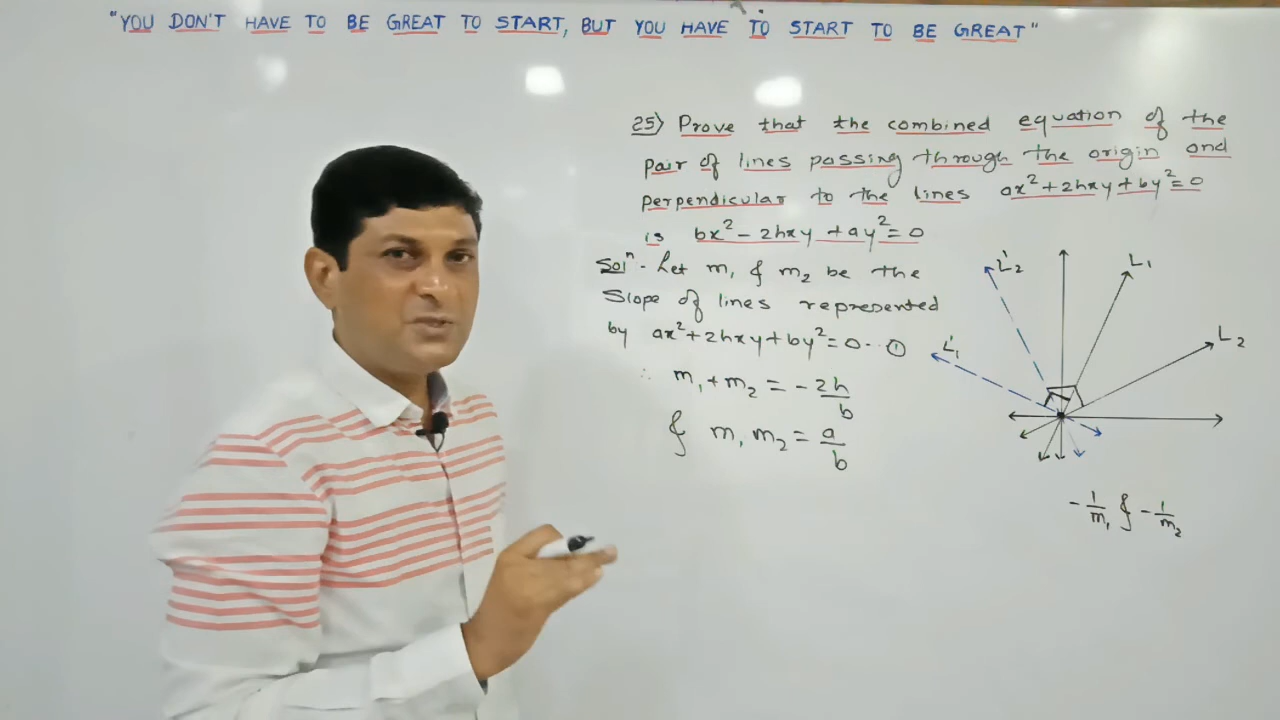 "YOU DON'T HAVE TO BE GREAT TO START, BUT YOU HAVE TO START TO BE GREAT"
25) Prove that the combined equation of the
pair of lines passing through the origin and
perpendicular to the lines ax²+2hxy+by²=0
is bx²-2hxy+ay²=0
Solⁿ- Let m₁ & m₂ be the
Slope of lines represented
by ax²+2hxy+by²=0--①
∴ m₁+m₂ = -2h/b
& m₁m₂ = a/b
L'₂
L₁
L'₁
L₂
-1/m₁ & -1/m₂